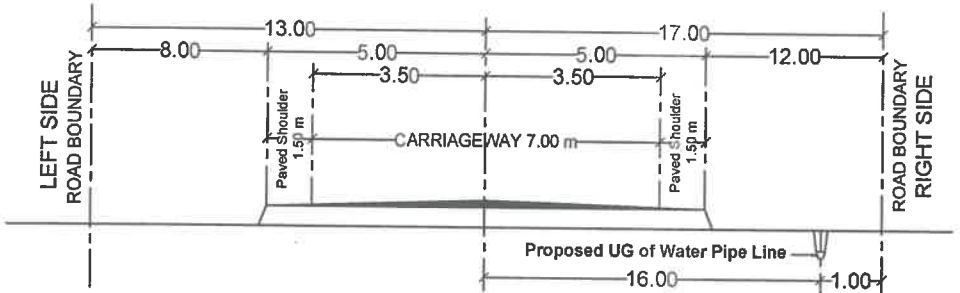 13.00 17.00
8.00 5.00 5.00 12.00
3.50 3.50
LEFT SIDE
ROAD BOUNDARY
Paved Shoulder
1.50 m
CARRIAGEWAY 7.00 m
Paved Shoulder
1.50 m
ROAD BOUNDARY
RIGHT SIDE
Proposed UG of Water Pipe Line
16.00 1.00